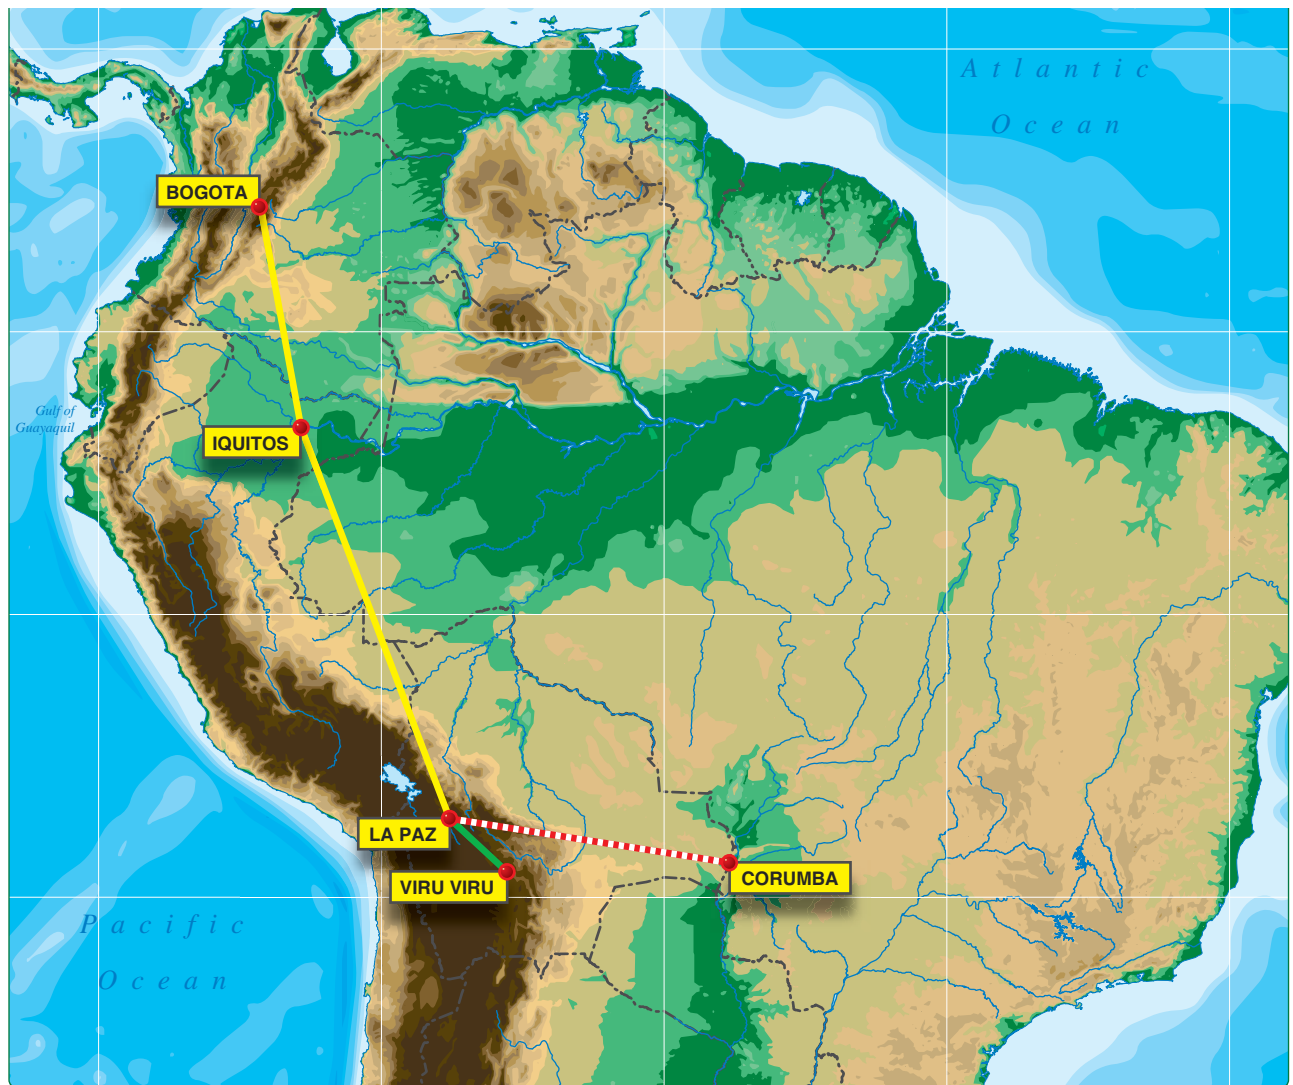 Atlantic
Ocean
BOGOTA
Gulf of
Guayaquil
IQUITOS
LA PAZ
VIRU VIRU
CORUMBA
Pacific
Ocean